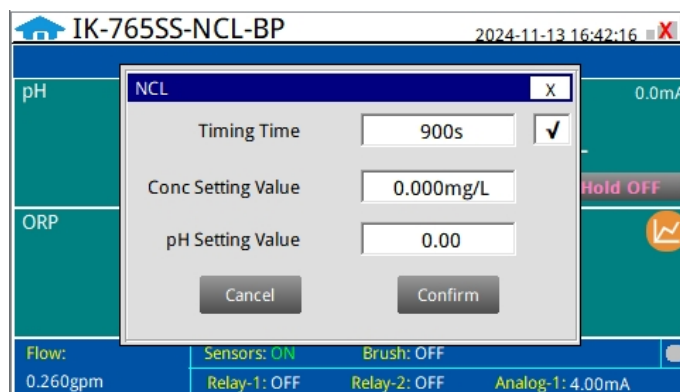 IK-765SS-NCL-BP 2024-11-13 16:42:16 X
NCL X
pH 0.0mA
Timing Time 900s √
Conc Setting Value 0.000mg/L
Hold OFF
ORP
pH Setting Value 0.00
Cancel Confirm
Flow: Sensors: ON Brush: OFF
0.260gpm Relay-1: OFF Relay-2: OFF Analog-1: 4.00mA